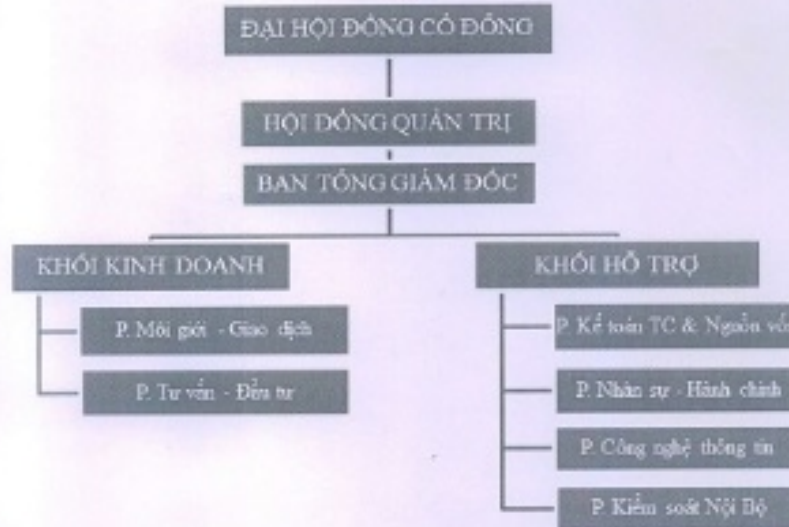 ĐẠI HỘI ĐỒNG CỔ ĐÔNG
HỘI ĐỒNG QUẢN TRỊ
BAN TỔNG GIÁM ĐỐC
KHỐI KINH DOANH
P. Môi giới - Giao dịch
P. Tư vấn - Đầu tư
KHỐI HỖ TRỢ
P. Kế toán TC & Nguồn vố
P. Nhân sự - Hành chính
P. Công nghệ thông tin
P. Kiểm soát Nội Bộ